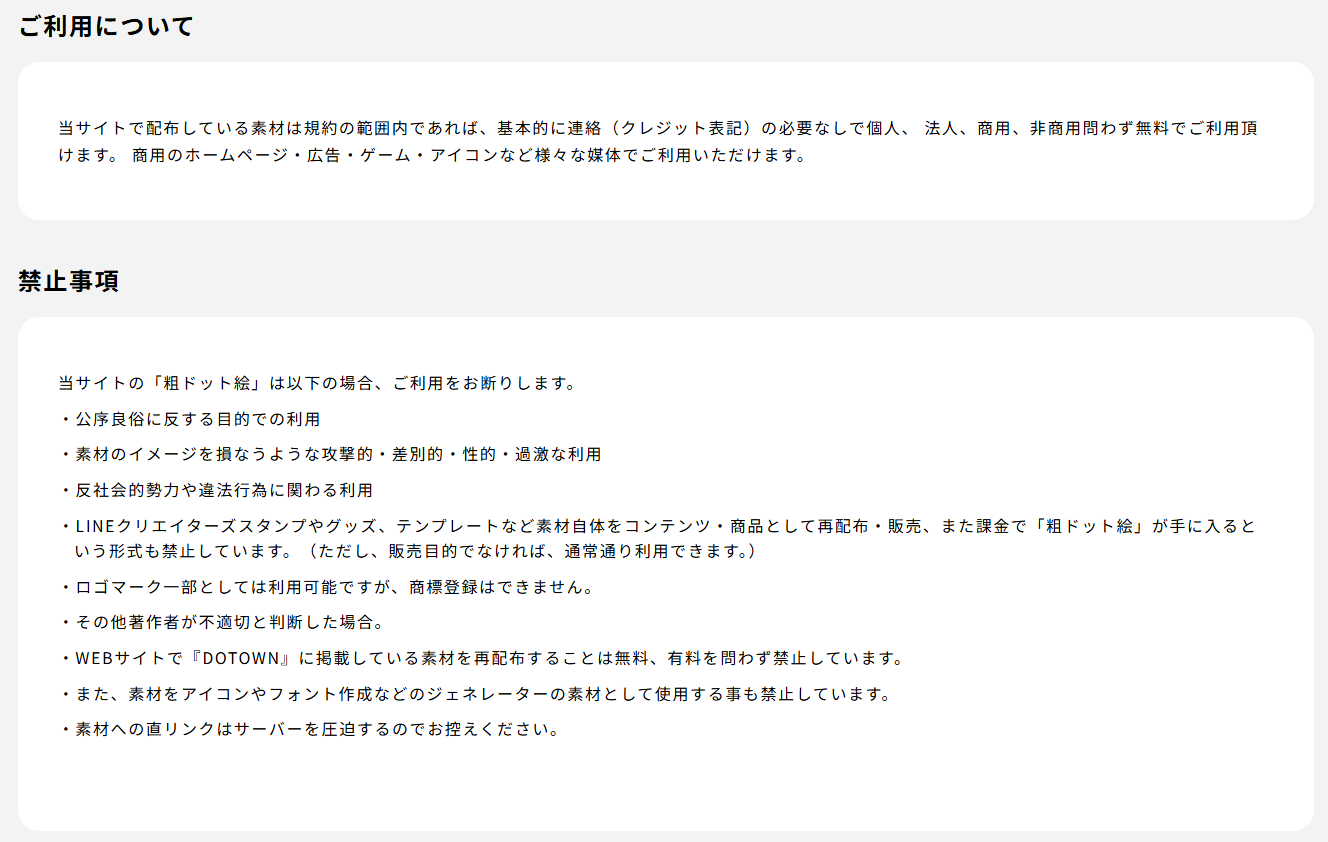 ご利用について
当サイトで配布している素材は規約の範囲内であれば、基本的に連絡（クレジット表記）の必要なしで個人、 法人、商用、非商用問わず無料でご利用頂
けます。 商用のホームページ・広告・ゲーム・アイコンなど様々な媒体でご利用いただけます。
禁止事項
当サイトの「粗ドット絵」は以下の場合、ご利用をお断りします。
・公序良俗に反する目的での利用
・素材のイメージを損なうような攻撃的・差別的・性的・過激な利用
・反社会的勢力や違法行為に関わる利用
・LINEクリエイターズスタンプやグッズ、テンプレートなど素材自体をコンテンツ・商品として再配布・販売、また課金で「粗ドット絵」が手に入ると
いう形式も禁止しています。（ただし、販売目的でなければ、通常通り利用できます。）
・ロゴマーク一部としては利用可能ですが、商標登録はできません。
・その他著作者が不適切と判断した場合。
・WEBサイトで『DOTOWN』に掲載している素材を再配布することは無料、有料を問わず禁止しています。
・また、素材をアイコンやフォント作成などのジェネレーターの素材として使用する事も禁止しています。
・素材への直リンクはサーバーを圧迫するのでお控えください。